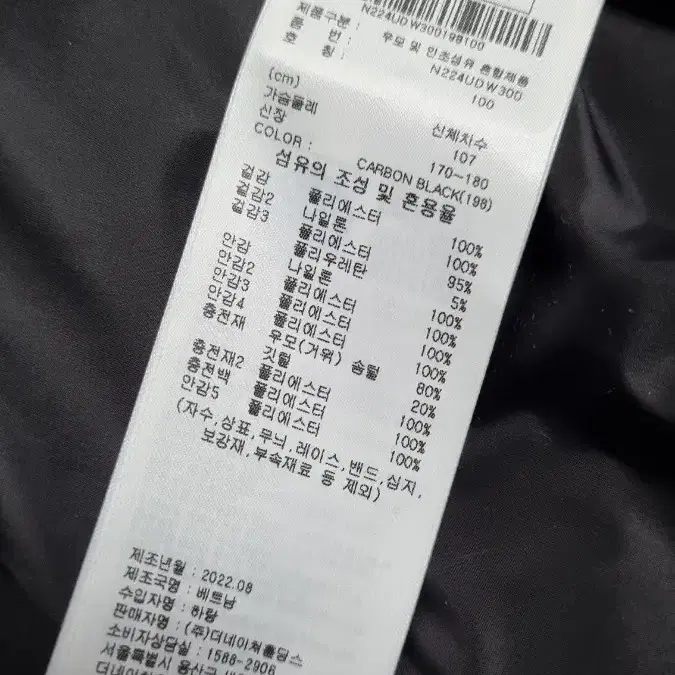 N224UDW300198100
제품구분 : 우모 및 인조섬유 혼합제품
품 번 : N224UDW300
호 칭 : 100
(cm) 신체치수
가슴둘레 107
신장 170~180
COLOR : CARBON BLACK(198)
섬유의 조성 및 혼용율
겉감 폴리에스터 100%
겉감2 나일론 100%
겉감3 폴리에스터 95%
폴리우레탄 5%
안감 나일론 100%
안감2 폴리에스터 100%
안감3 폴리에스터 100%
안감4 폴리에스터 100%
충전재 우모(거위) 솜털 80%
깃털 20%
충전재2 폴리에스터 100%
충전백 폴리에스터 100%
안감5 폴리에스터 100%
(자수,상표,무늬,레이스,밴드,심지,
보강재,부속재료 등 제외)
제조년월 : 2022.08
제조국명 : 베트남
수입자명 : 하랑
판매자명 : (주)더네이쳐홀딩스
소비자상담실 : 1588-2906
서울특별시 용산구
더네이